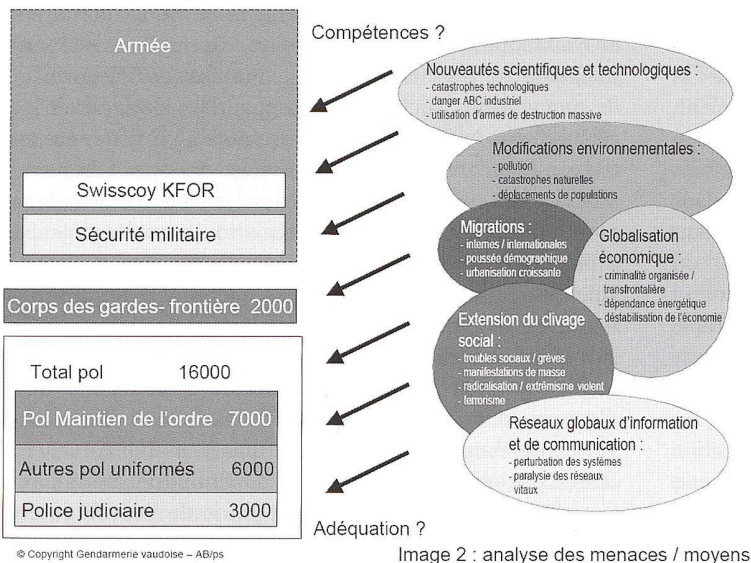 Armée
Swisscoy KFOR
Sécurité militaire
Corps des gardes- frontière 2000
Total pol 16000
Pol Maintien de l'ordre 7000
Autres pol uniformés 6000
Police judiciaire 3000
© Copyright Gendarmerie vaudoise – AB/ps
Compétences ?
Nouveautés scientifiques et technologiques :
- catastrophes technologiques
- danger ABC industriel
- utilisation d'armes de destruction massive
Modifications environnementales :
- pollution
- catastrophes naturelles
- déplacements de populations
Migrations :
- internes / internationales
- poussée démographique
- urbanisation croissante
Globalisation
économique :
- criminalité organisée /
transfrontalière
- dépendance énergétique
- déstabilisation de l'économie
Extension du clivage
social :
- troubles sociaux / grèves
- manifestations de masse
- radicalisation / extrêmisme violent
- terrorisme
Réseaux globaux d'information
et de communication :
- perturbation des systèmes
- paralysie des réseaux
vitaux
Adéquation ?
Image 2 : analyse des menaces / moyens